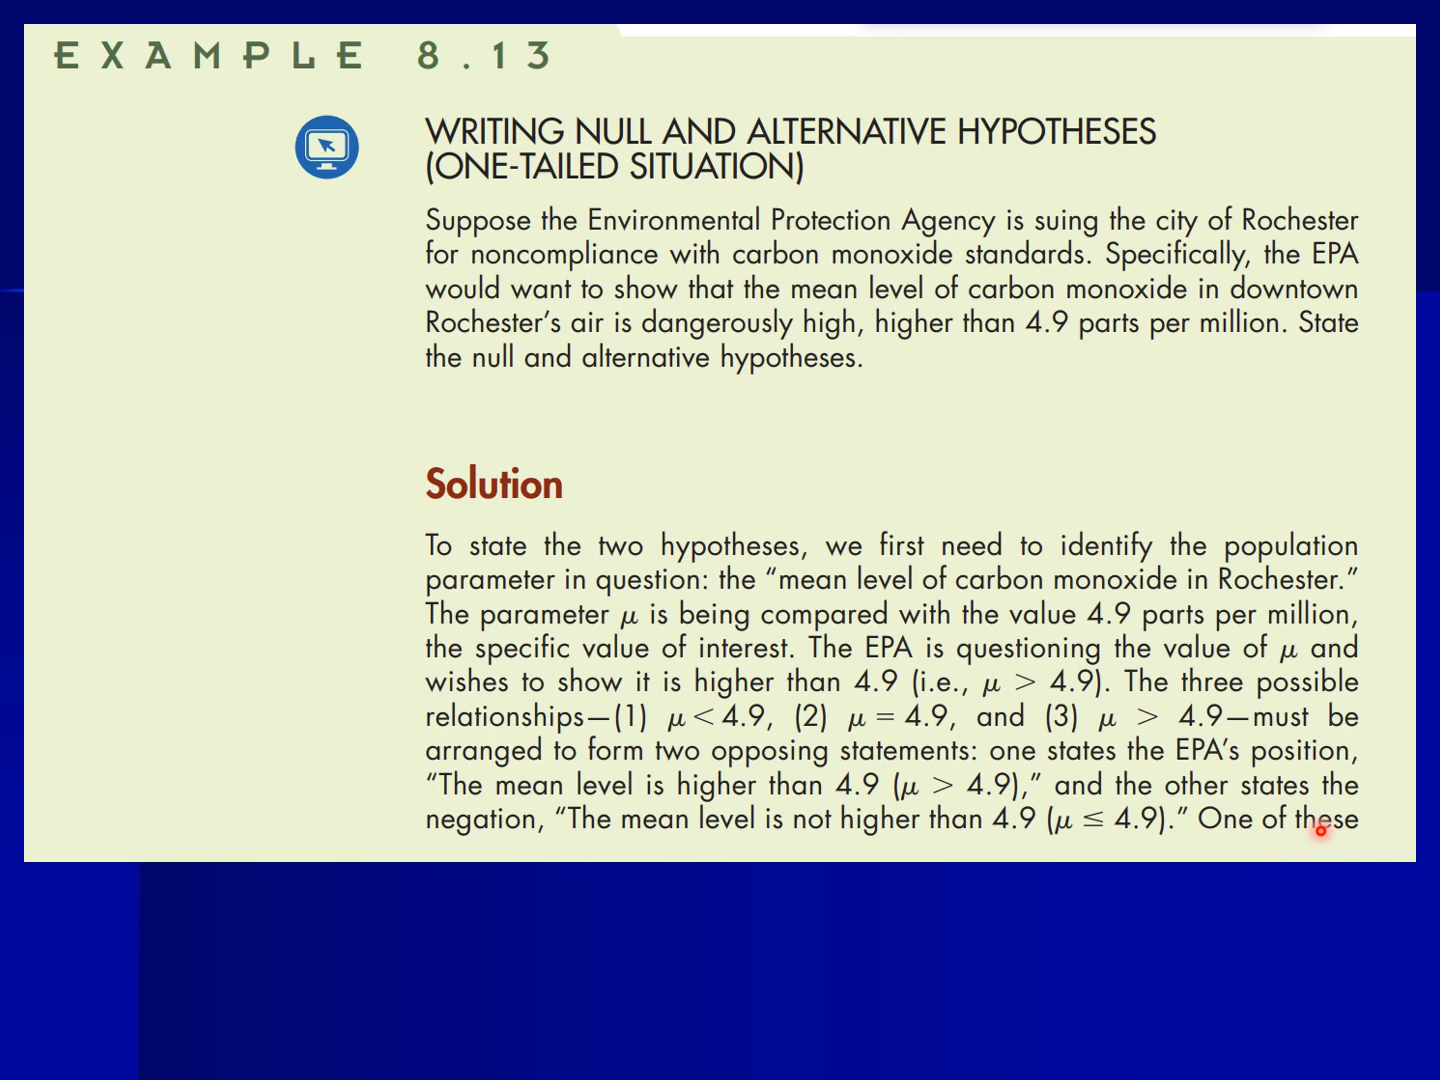 EXAMPLE 8.13
WRITING NULL AND ALTERNATIVE HYPOTHESES
(ONE-TAILED SITUATION)
Suppose the Environmental Protection Agency is suing the city of Rochester
for noncompliance with carbon monoxide standards. Specifically, the EPA
would want to show that the mean level of carbon monoxide in downtown
Rochester’s air is dangerously high, higher than 4.9 parts per million. State
the null and alternative hypotheses.
Solution
To state the two hypotheses, we first need to identify the population
parameter in question: the “mean level of carbon monoxide in Rochester.”
The parameter μ is being compared with the value 4.9 parts per million,
the specific value of interest. The EPA is questioning the value of μ and
wishes to show it is higher than 4.9 (i.e., μ > 4.9). The three possible
relationships—(1) μ < 4.9, (2) μ = 4.9, and (3) μ > 4.9—must be
arranged to form two opposing statements: one states the EPA’s position,
“The mean level is higher than 4.9 (μ > 4.9),” and the other states the
negation, “The mean level is not higher than 4.9 (μ ≤ 4.9).” One of these